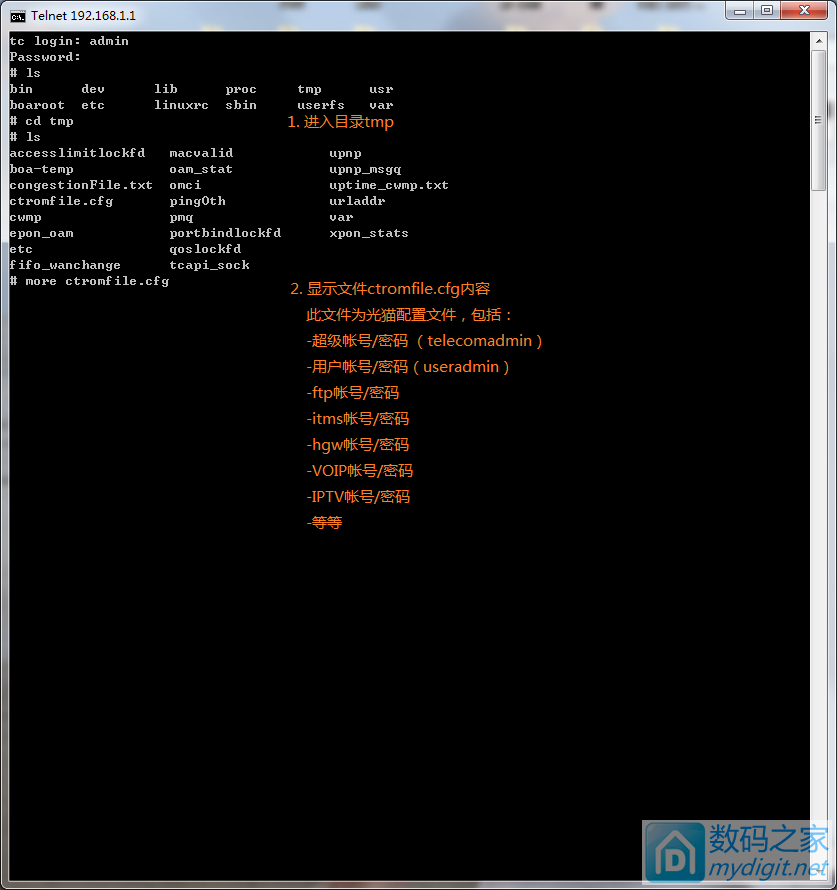 Telnet 192.168.1.1
tc login: admin
Password:
# ls
bin dev lib proc tmp usr
boaroot etc linuxrc sbin userfs var
# cd tmp
1. 进入目录tmp
# ls
accesslimitlockfd macvalid upnp
boa-temp oam_stat upnp_msgq
congestionFile.txt omci uptime_cwmp.txt
ctromfile.cfg pingOth urladdr
cwmp pmq var
epon_oam portbindlockfd xpon_stats
etc qoslockfd
fifo_wanchange tcapi_sock
# more ctromfile.cfg
2. 显示文件ctromfile.cfg内容
此文件为光猫配置文件，包括：
-超级帐号/密码 （telecomadmin）
-用户帐号/密码（useradmin）
-ftp帐号/密码
-itms帐号/密码
-hgw帐号/密码
-VOIP帐号/密码
-IPTV帐号/密码
-等等
数码之家
mydigit.net